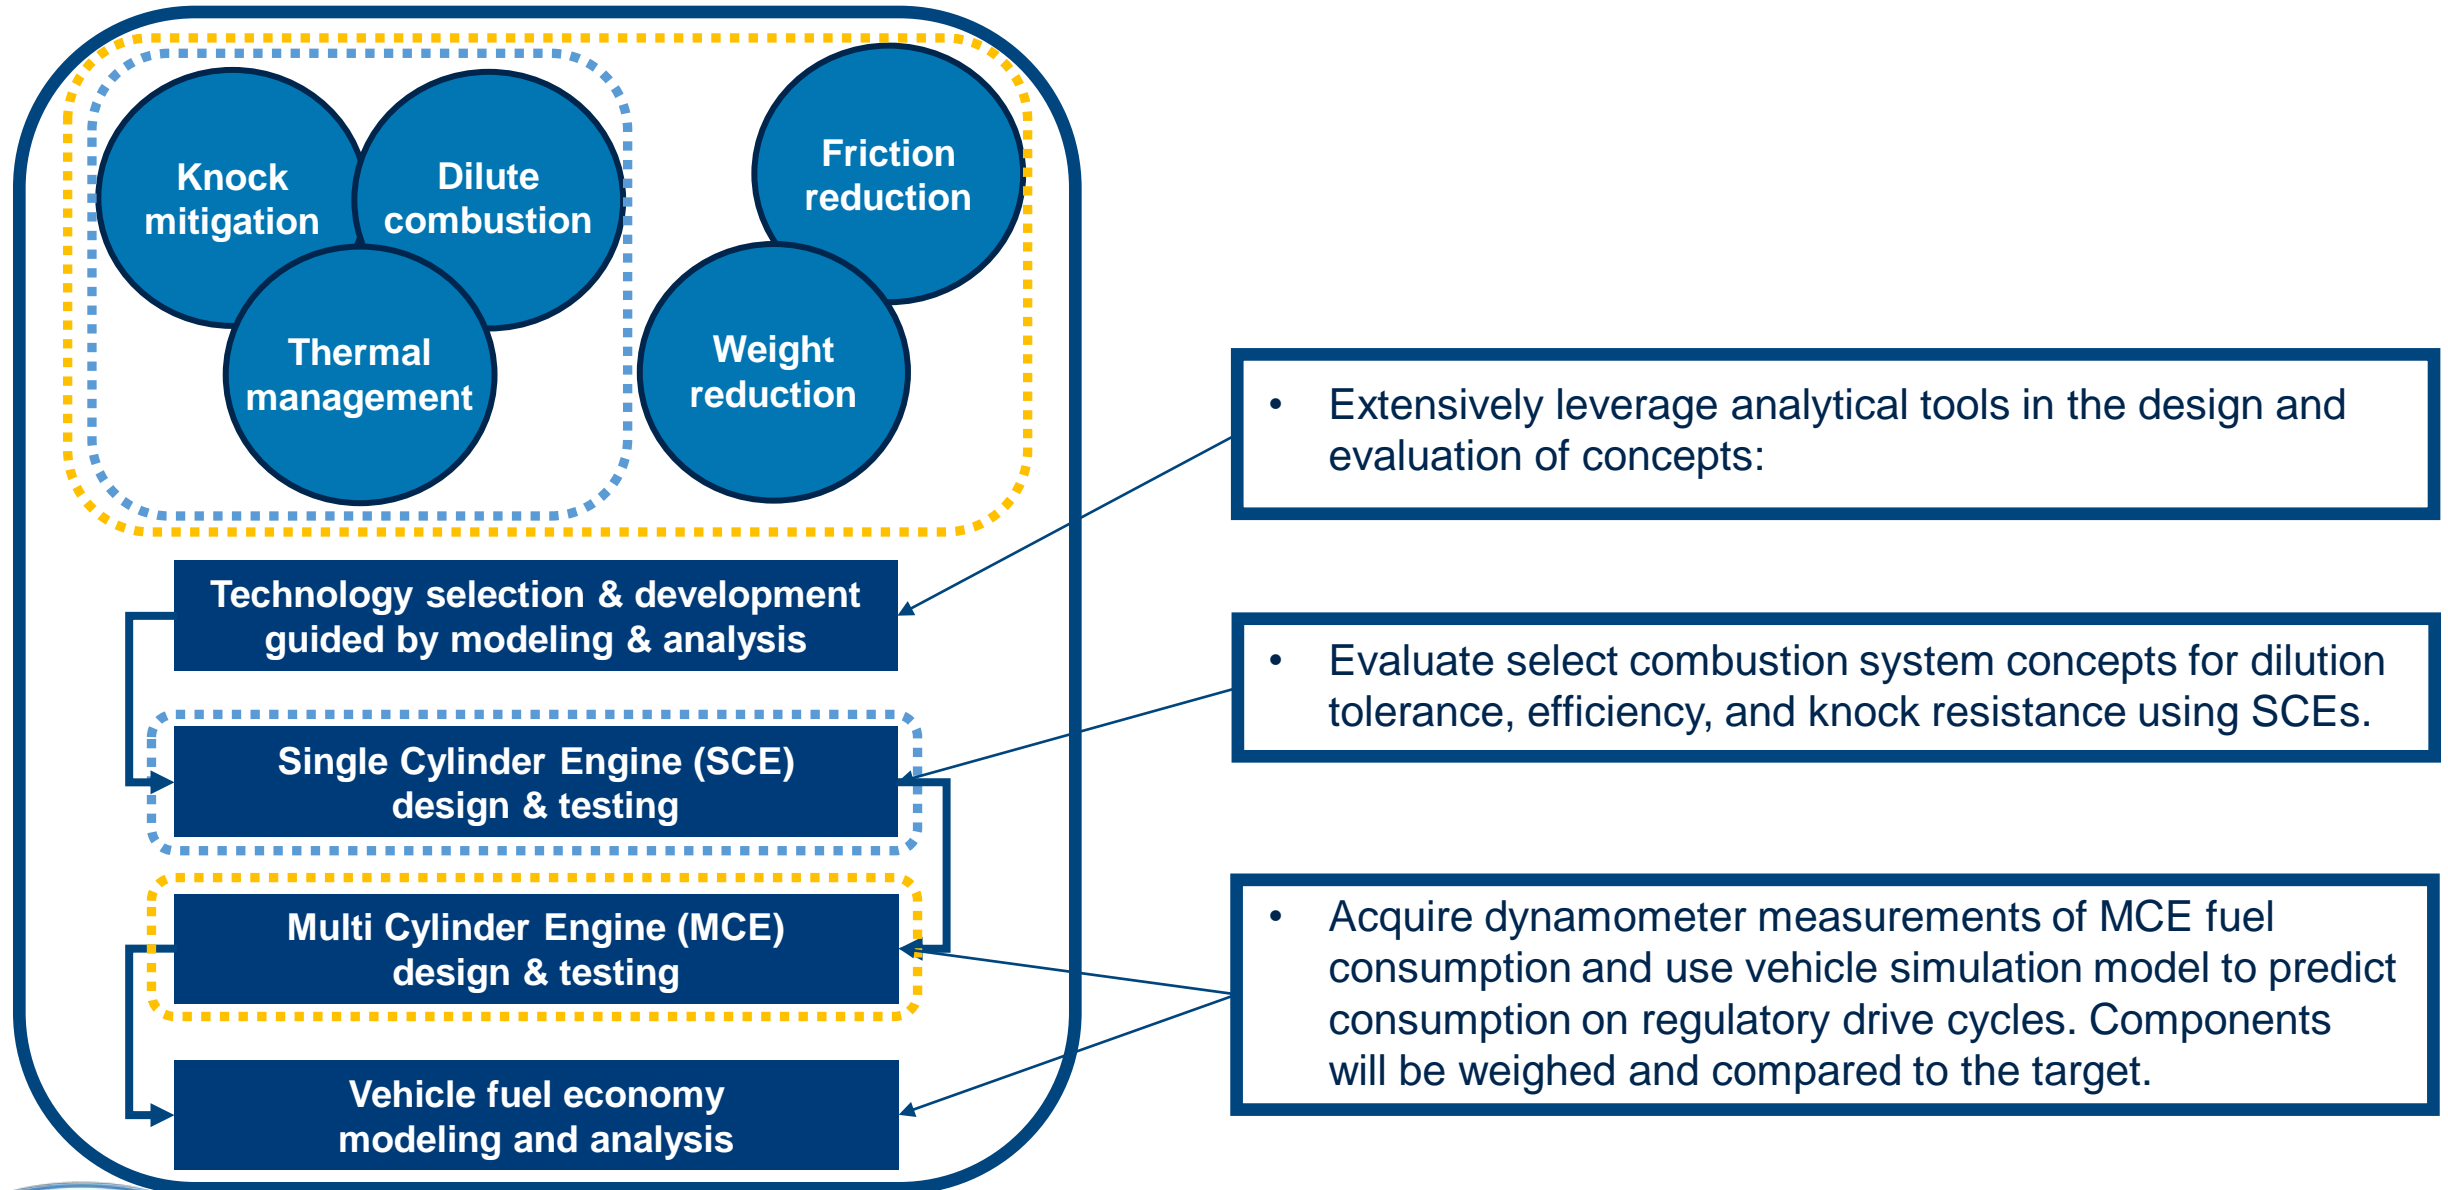 Knock
mitigation
Dilute
combustion
Thermal
management
Friction
reduction
Weight
reduction
Technology selection & development
guided by modeling & analysis
Single Cylinder Engine (SCE)
design & testing
Multi Cylinder Engine (MCE)
design & testing
Vehicle fuel economy
modeling and analysis
• Extensively leverage analytical tools in the design and
evaluation of concepts:
• Evaluate select combustion system concepts for dilution
tolerance, efficiency, and knock resistance using SCEs.
• Acquire dynamometer measurements of MCE fuel
consumption and use vehicle simulation model to predict
consumption on regulatory drive cycles. Components
will be weighed and compared to the target.